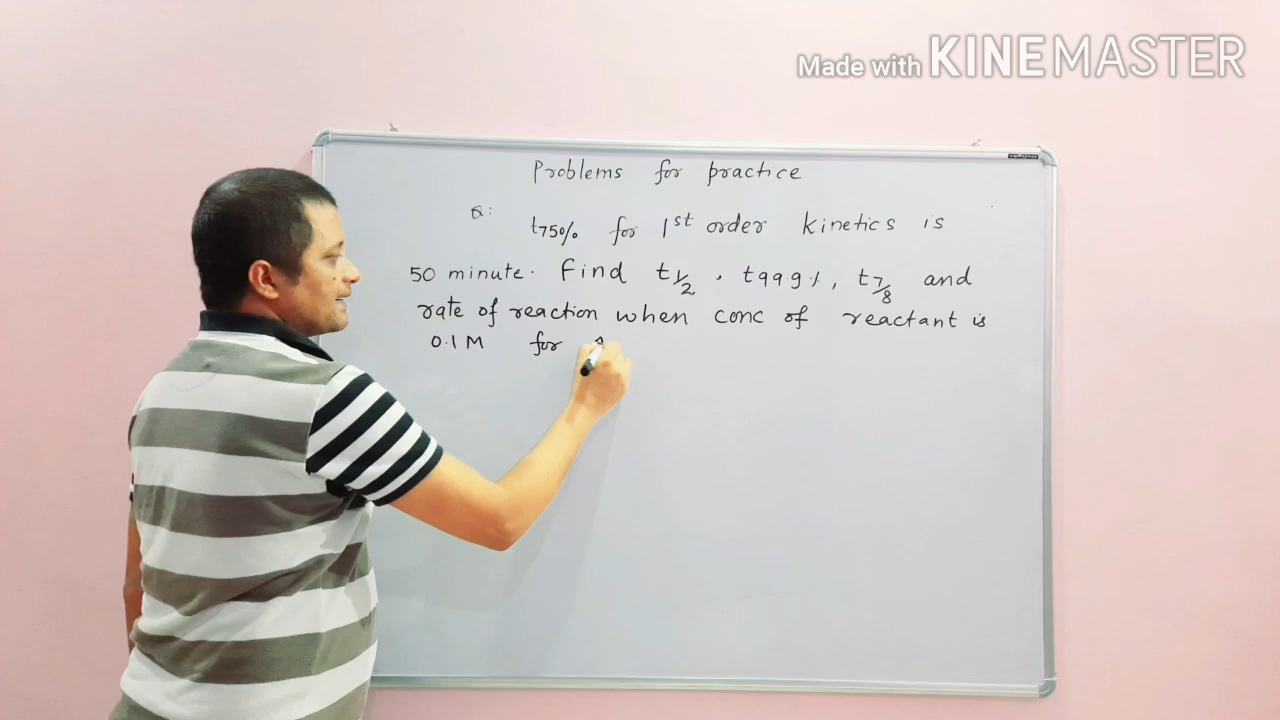 Made with KINEMASTER
Problems for practice
Q:
t75% for 1st order kinetics is
50 minute. Find t1/2, t99.9%, t7/8 and
rate of reaction when conc of reactant is
0.1 M for